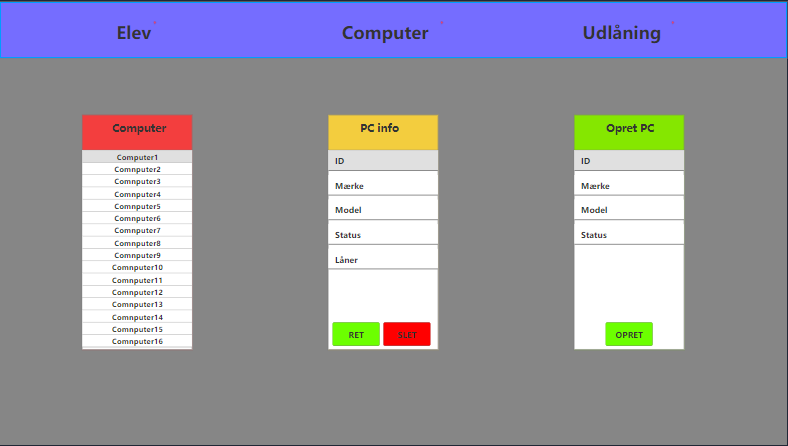 Elev
Computer
Udlåning
Computer
Computer1
Comnputer2
Comnputer3
Comnputer4
Comnputer5
Comnputer6
Comnputer7
Comnputer8
Comnputer9
Comnputer10
Comnputer11
Comnputer12
Comnputer13
Comnputer14
Comnputer15
Comnputer16
PC info
ID
Mærke
Model
Status
Låner
RET
SLET
Opret PC
ID
Mærke
Model
Status
OPRET